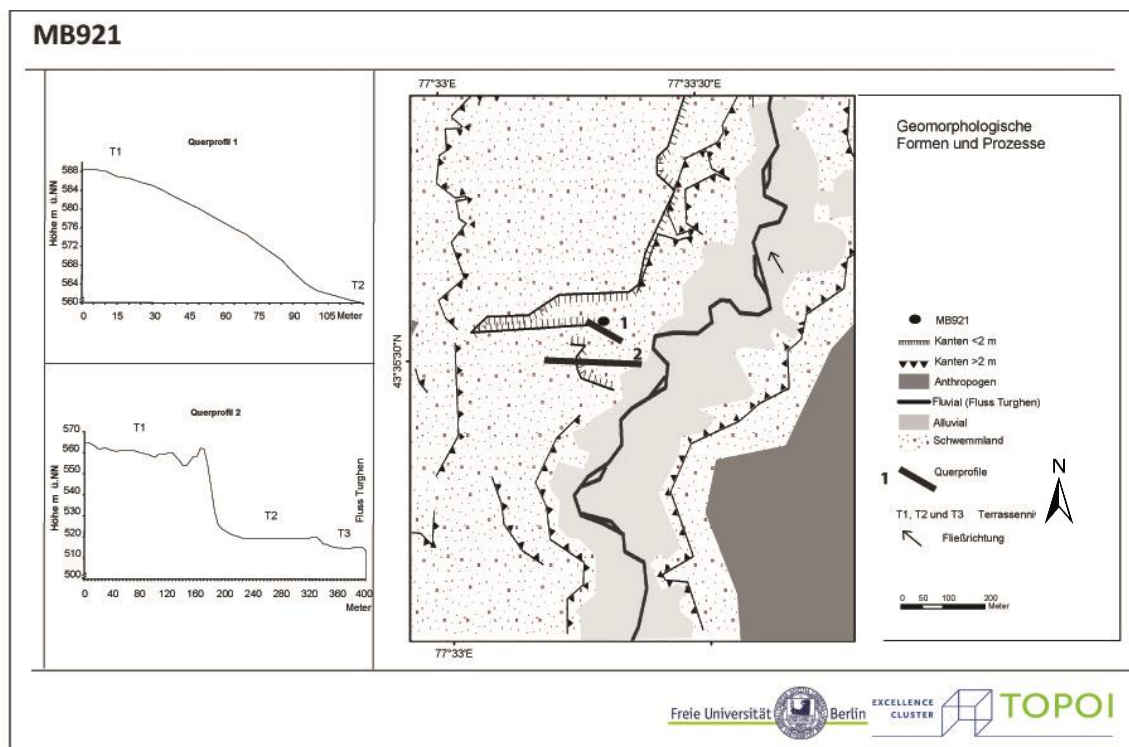 MB921
Querprofil 1
T1
T2
Höhe m ü.NN
588
584
580
576
572
568
564
560
0 15 30 45 60 75 90 105 Meter
Querprofil 2
T1
T2
T3
Fluss Turghen
Höhe m ü.NN
570
560
550
540
530
520
510
500
0 40 80 120 160 200 240 280 320 360 400
Meter
77°33'E
77°33'30"E
43°35'30"N
1
2
77°33'E
Geomorphologische
Formen und Prozesse
MB921
Kanten <2 m
Kanten >2 m
Anthropogen
Fluvial (Fluss Turghen)
Alluvial
Schwemmland
1 Querprofile
N
T1, T2 und T3 Terrassenni
Fließrichtung
0 50 100 200
Meter
Freie Universität Berlin
EXCELLENCE
CLUSTER
TOPOI